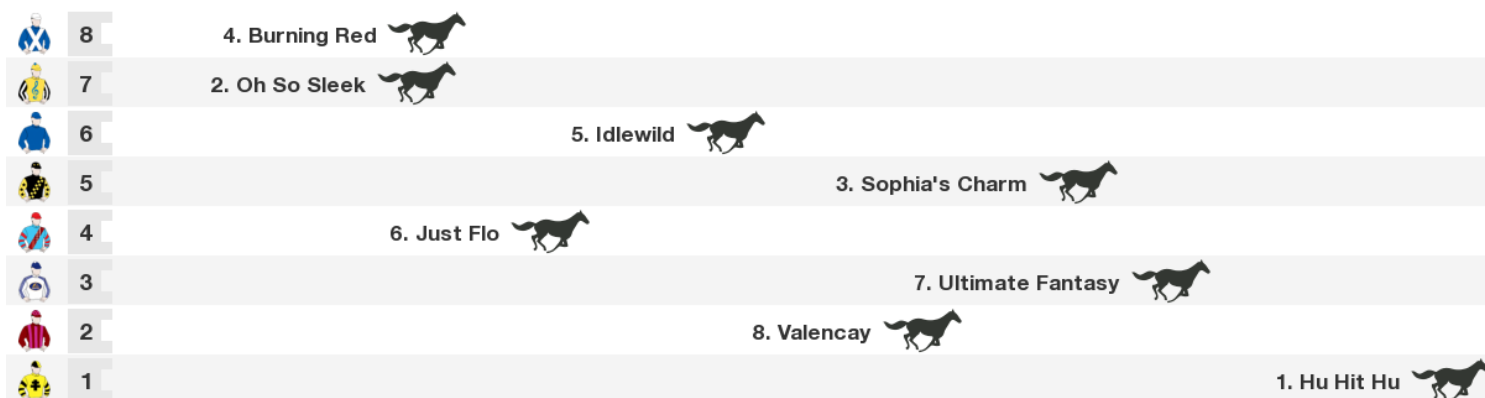 8 4. Burning Red
7 2. Oh So Sleek
6 5. Idlewild
5 3. Sophia's Charm
4 6. Just Flo
3 7. Ultimate Fantasy
2 8. Valencay
1 1. Hu Hit Hu